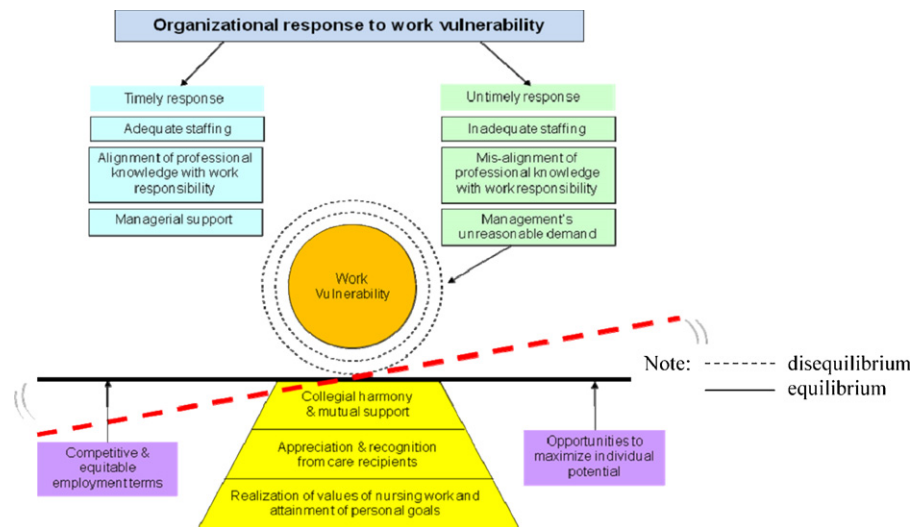 Organizational response to work vulnerability
Timely response
Adequate staffing
Alignment of professional
knowledge with work
responsibility
Managerial support
Untimely response
Inadequate staffing
Mis-alignment of
professional knowledge
with work responsibility
Management's
unreasonable demand
Work
Vulnerability
Note:
disequilibrium
equilibrium
Collegial harmony
& mutual support
Appreciation & recognition
from care recipients
Realization of values of nursing work and
attainment of personal goals
Competitive &
equitable
employment terms
Opportunities to
maximize individual
potential